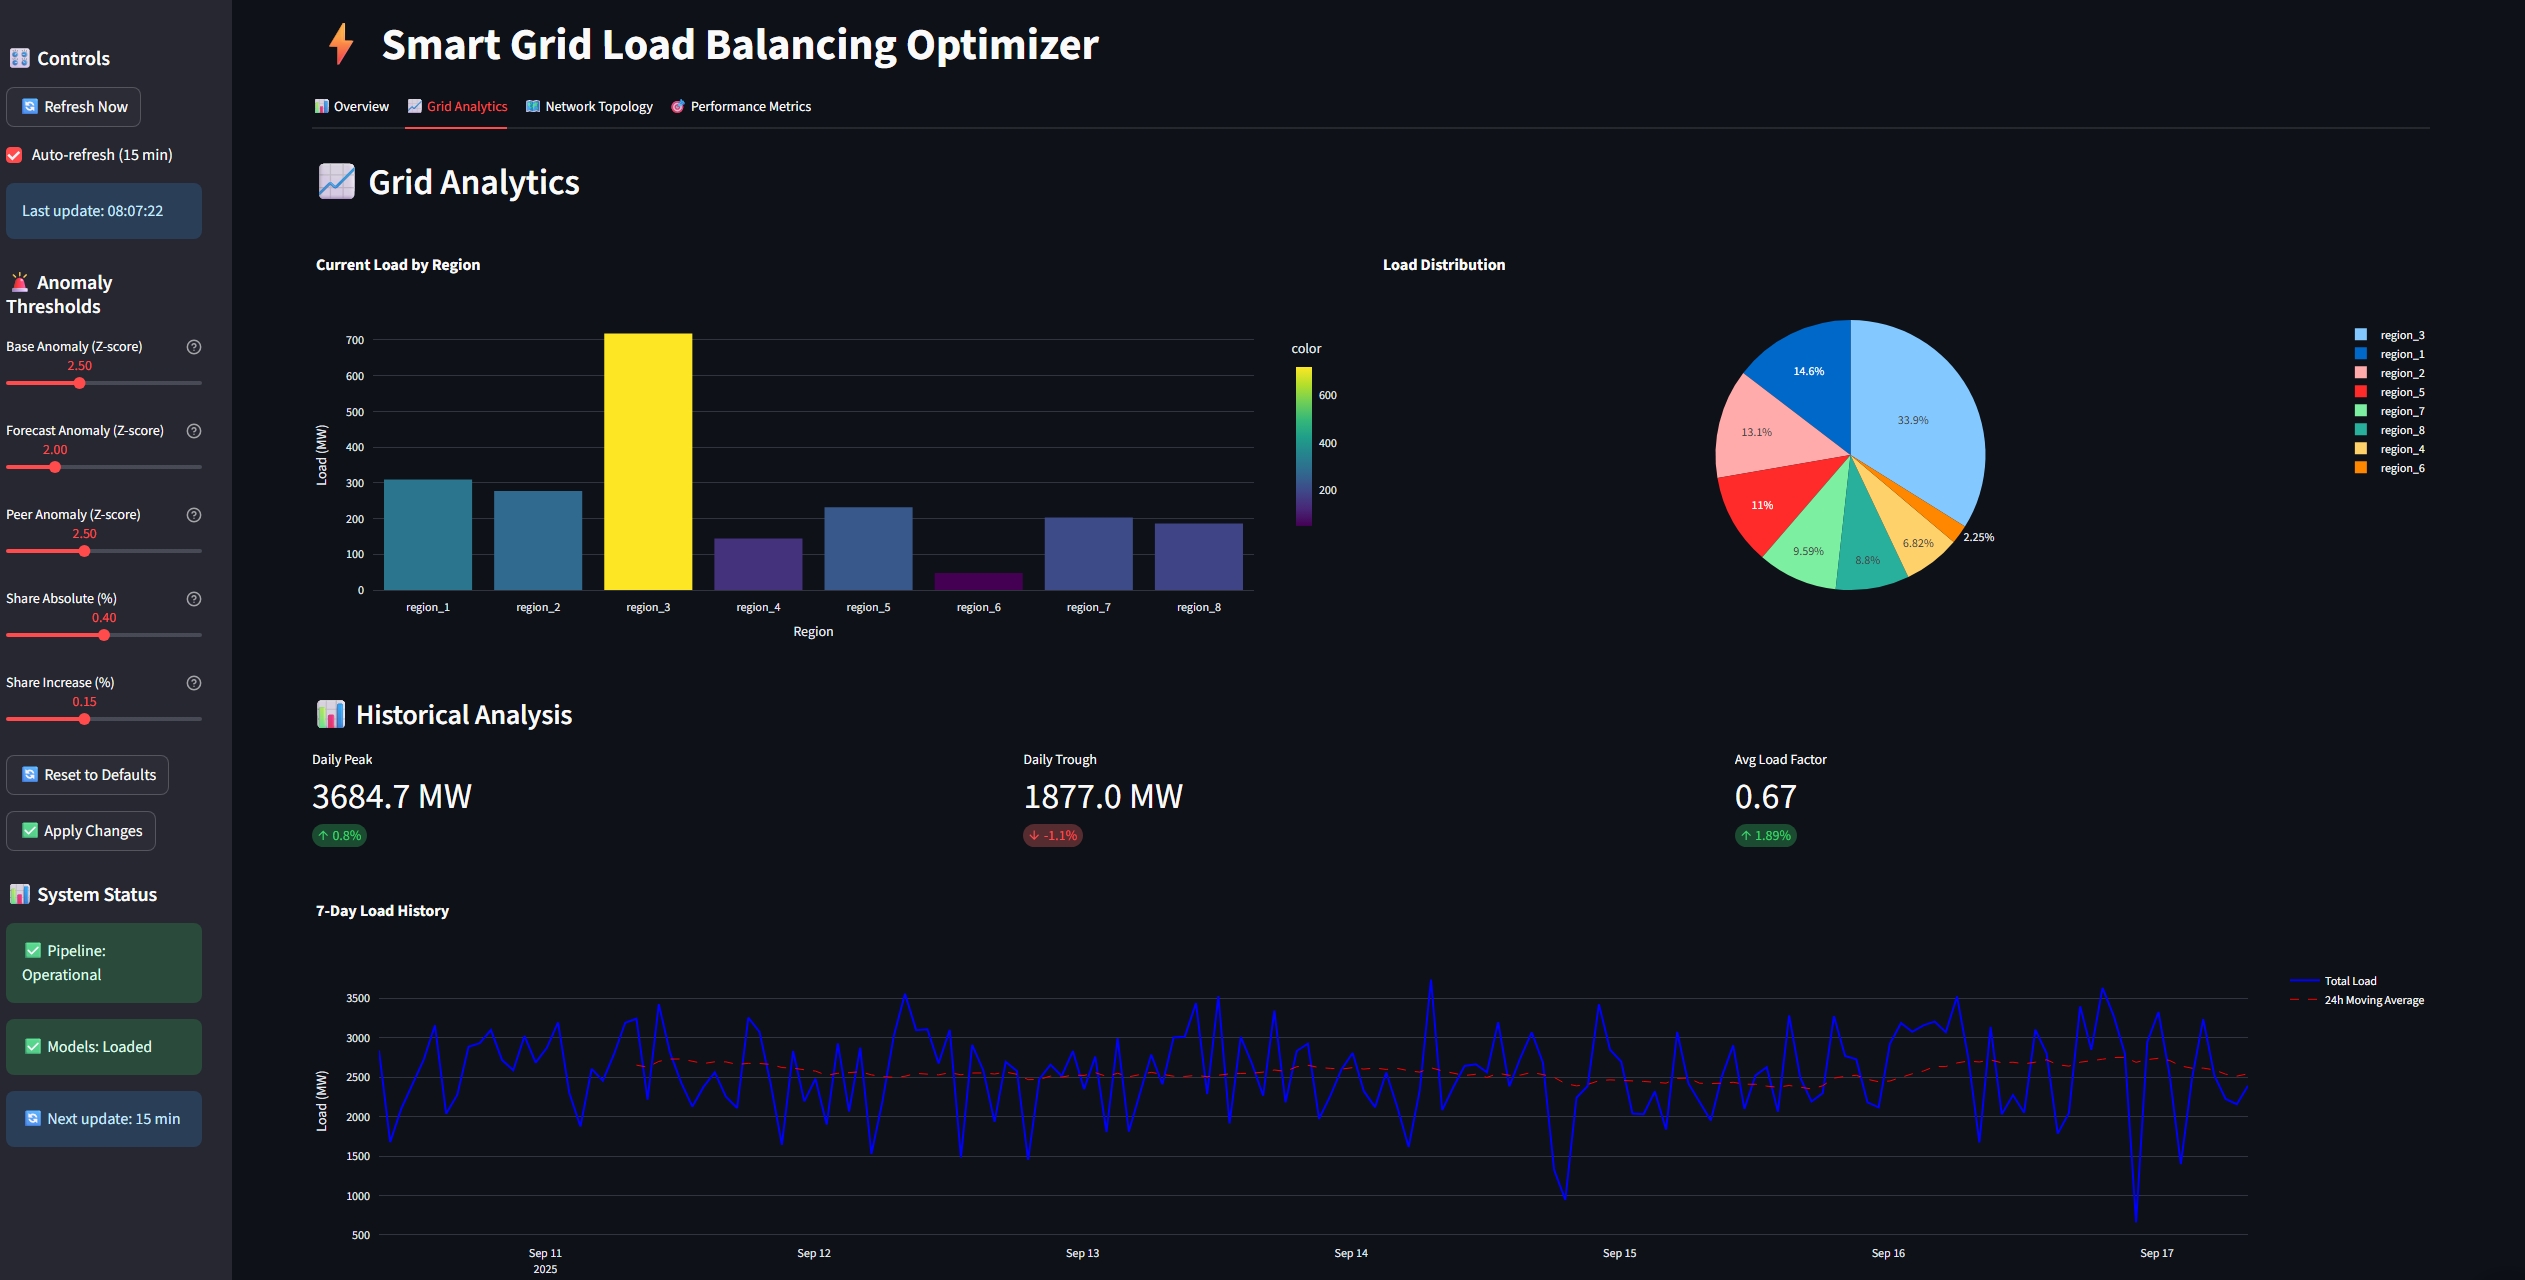 Controls
Refresh Now
Auto-refresh (15 min)
Last update: 08:07:22
Anomaly
Thresholds
Base Anomaly (Z-score)
2.50
Forecast Anomaly (Z-score)
2.00
Peer Anomaly (Z-score)
2.50
Share Absolute (%)
0.40
Share Increase (%)
0.15
Reset to Defaults
Apply Changes
System Status
Pipeline:
Operational
Models: Loaded
Next update: 15 min
Smart Grid Load Balancing Optimizer
Overview Grid Analytics Network Topology Performance Metrics
Grid Analytics
Current Load by Region
700
600
500
400
300
200
100
0
Load (MW)
region_1 region_2 region_3 region_4 region_5 region_6 region_7 region_8
Region
color
600
400
200
Load Distribution
33.9%
14.6%
13.1%
11%
9.59%
8.8%
6.82%
2.25%
region_3
region_1
region_2
region_5
region_7
region_8
region_4
region_6
Historical Analysis
Daily Peak
3684.7 MW
↑ 0.8%
Daily Trough
1877.0 MW
↓ -1.1%
Avg Load Factor
0.67
↑ 1.89%
7-Day Load History
3500
3000
2500
2000
1500
1000
500
Load (MW)
Sep 11 Sep 12 Sep 13 Sep 14 Sep 15 Sep 16 Sep 17
2025
Total Load
24h Moving Average